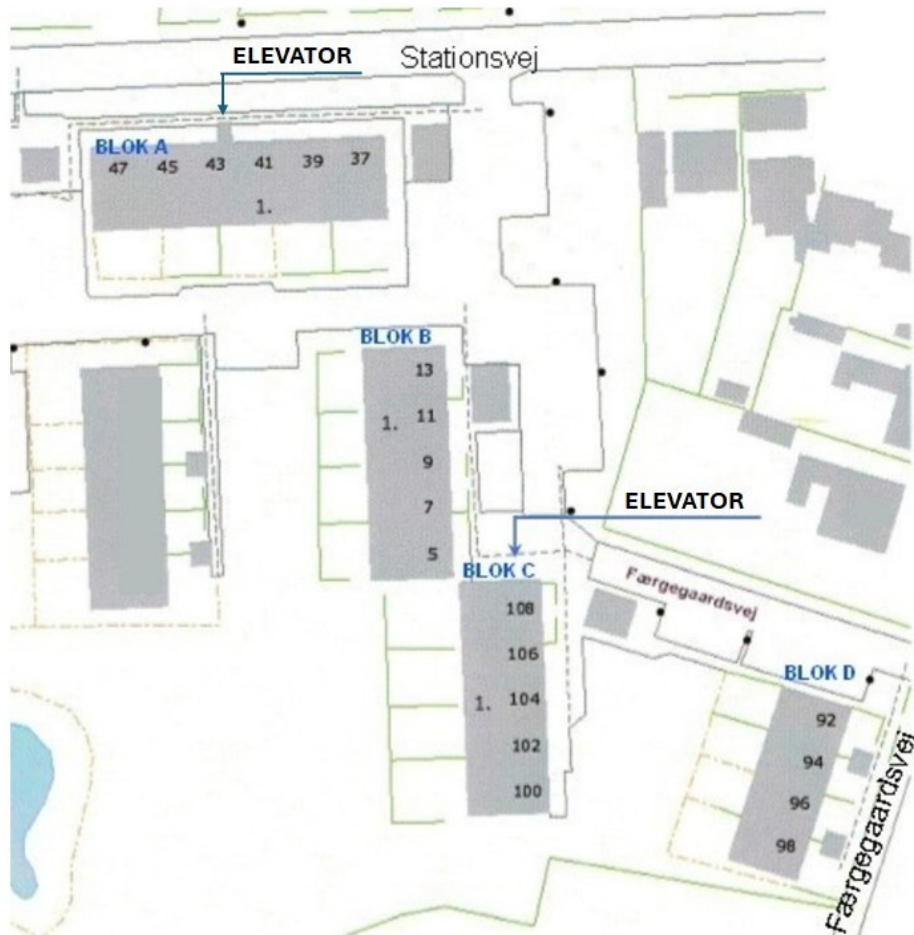 ELEVATOR
Stationsvej
BLOK A
47 45 43 41 39 37
1.
BLOK B
13
1. 11
9
7
5
ELEVATOR
BLOK C
108
106
1. 104
102
100
Færgegaardsvej
BLOK D
92
94
96
98
Færgegaardsvej